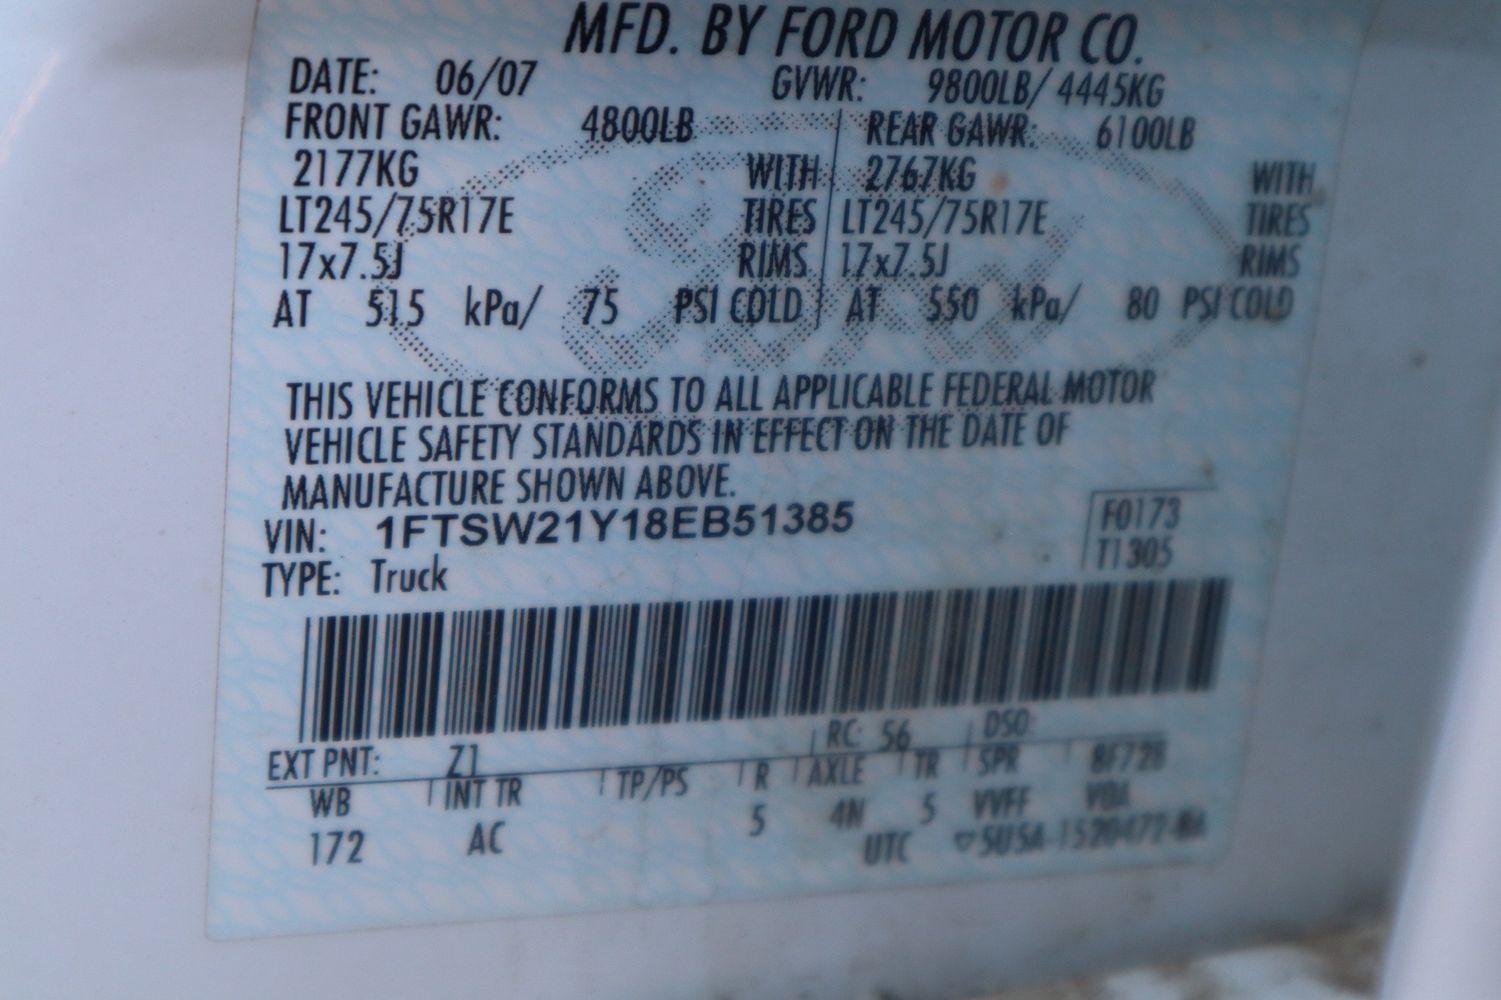 MFD. BY FORD MOTOR CO.
DATE: 06/07 GVWR: 9800LB/ 4445KG
FRONT GAWR: 4800LB REAR GAWR: 6100LB
2177KG WITH 2767KG WITH
LT245/75R17E TIRES LT245/75R17E TIRES
17x7.5J RIMS 17x7.5J RIMS
AT 515 kPa/ 75 PSI COLD AT 550 kPa/ 80 PSI COLD
Ford
THIS VEHICLE CONFORMS TO ALL APPLICABLE FEDERAL MOTOR
VEHICLE SAFETY STANDARDS IN EFFECT ON THE DATE OF
MANUFACTURE SHOWN ABOVE.
VIN: 1FTSW21Y18EB51385 F0173
TYPE: Truck T1305
EXT PNT: Z1 RC: 56 DSO:
WB INT TR TP/PS R AXLE TR SPR 8F72B
172 AC 5 4N 5 VVFF
UTC